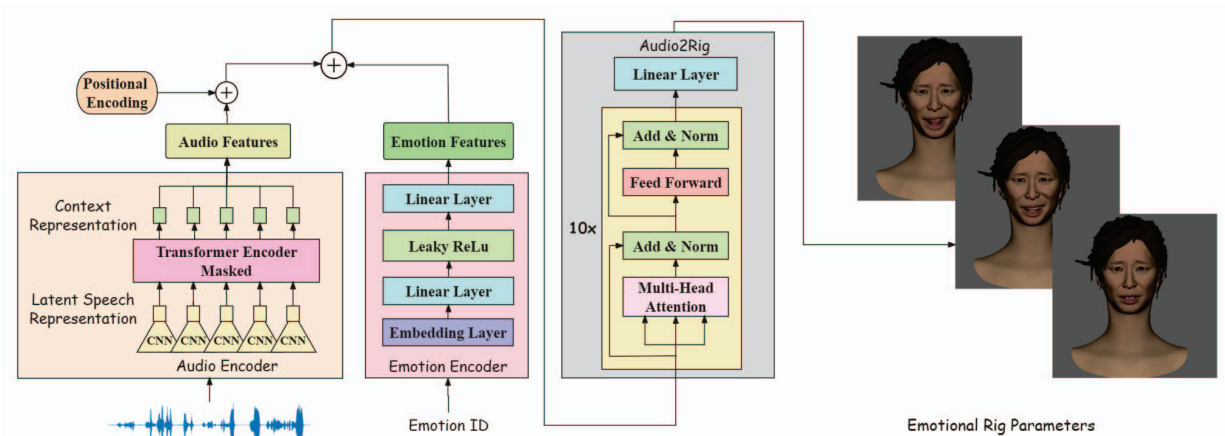 Positional
Encoding
+
+
Audio Features
Context
Representation
Transformer Encoder
Masked
Latent Speech
Representation
CNN
CNN
CNN
CNN
CNN
Audio Encoder
Emotion Features
Linear Layer
Leaky ReLu
Linear Layer
Embedding Layer
Emotion Encoder
Emotion ID
Audio2Rig
Linear Layer
Add & Norm
Feed Forward
10x
Add & Norm
Multi-Head
Attention
Emotional Rig Parameters